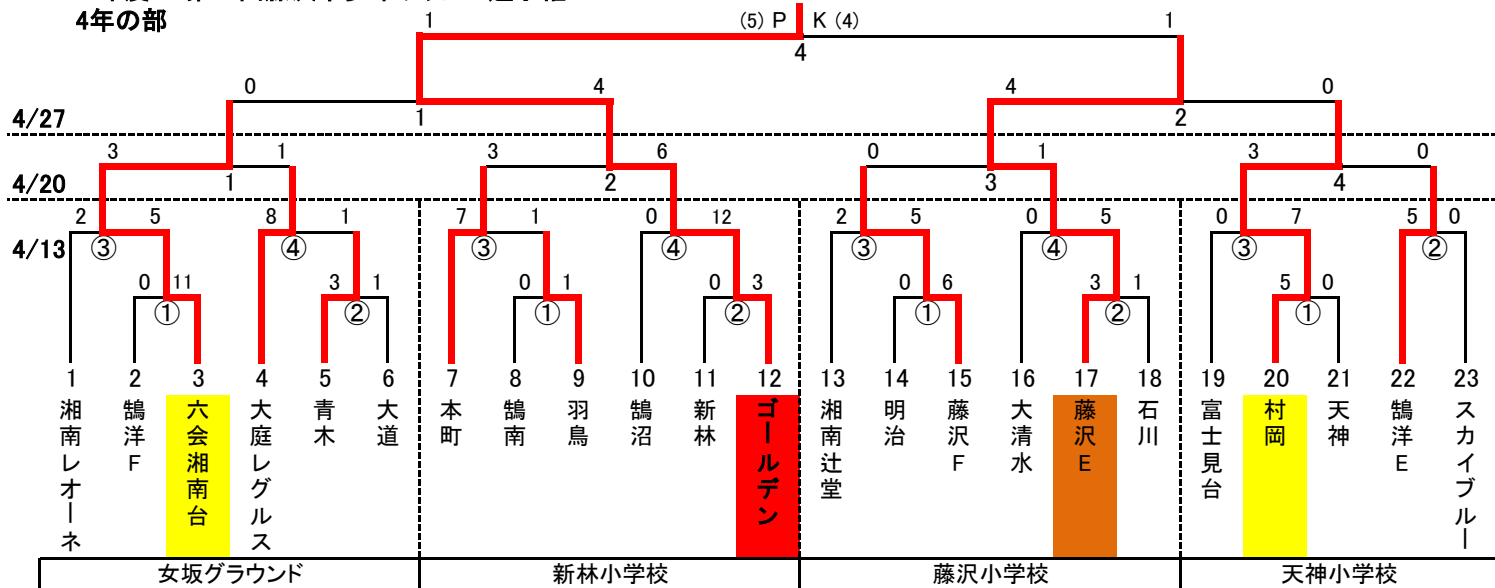 4年の部
1 (5) P K (4) 1
4
0 4 4 0
4/27 1 2
3 1 3 6 0 1 3 0
4/20 1 2 3 4
2 5 8 1 7 1 0 12 2 5 0 5 0 7 5 0
4/13 ③ ④ ③ ④ ③ ④ ③ ②
0 11 3 1 0 1 0 3 0 6 3 1 5 0
① ② ① ② ① ② ①
1 2 3 4 5 6 7 8 9 10 11 12 13 14 15 16 17 18 19 20 21 22 23
湘南レオーネ
鵠洋F
六会湘南台
大庭レグルス
青木
大道
本町
鵠南
羽鳥
鵠沼
新林
ゴールデン
湘南辻堂
明治
藤沢F
大清水
藤沢E
石川
富士見台
村岡
天神
鵠洋E
スカイブルー
女坂グラウンド 新林小学校 藤沢小学校 天神小学校